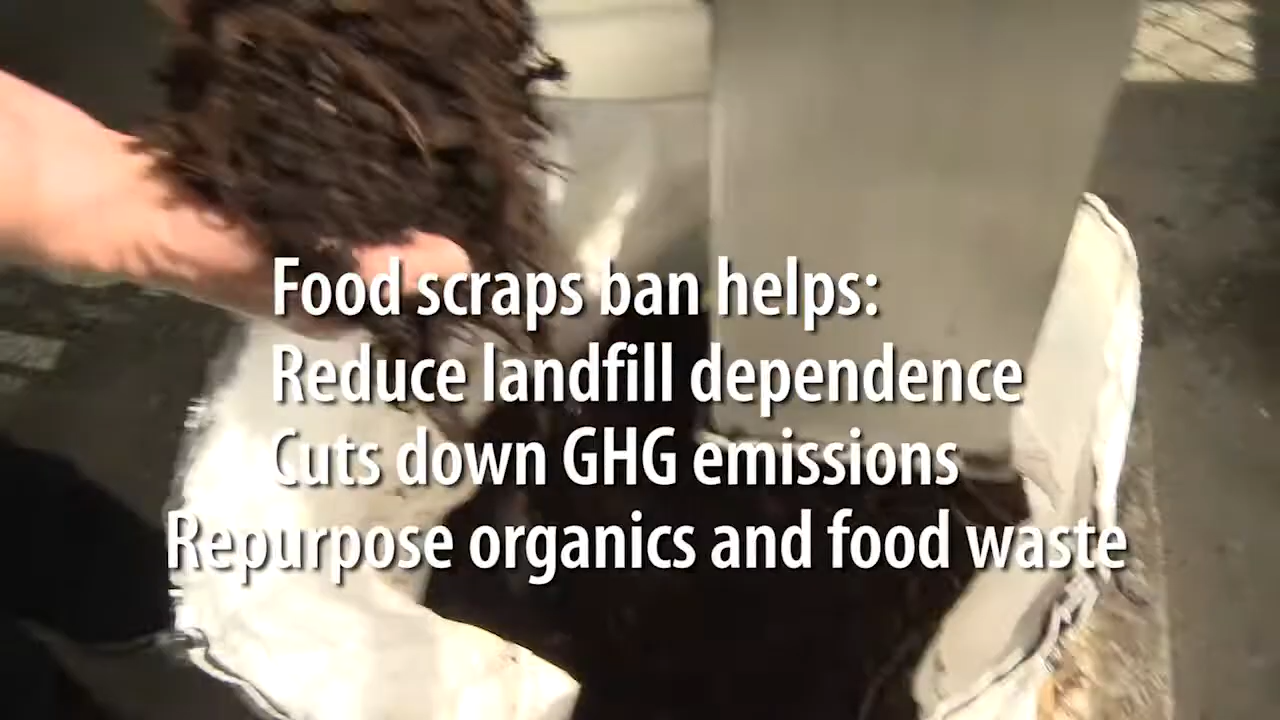 Food scraps ban helps:
Reduce landfill dependence
Cuts down GHG emissions
Repurpose organics and food waste